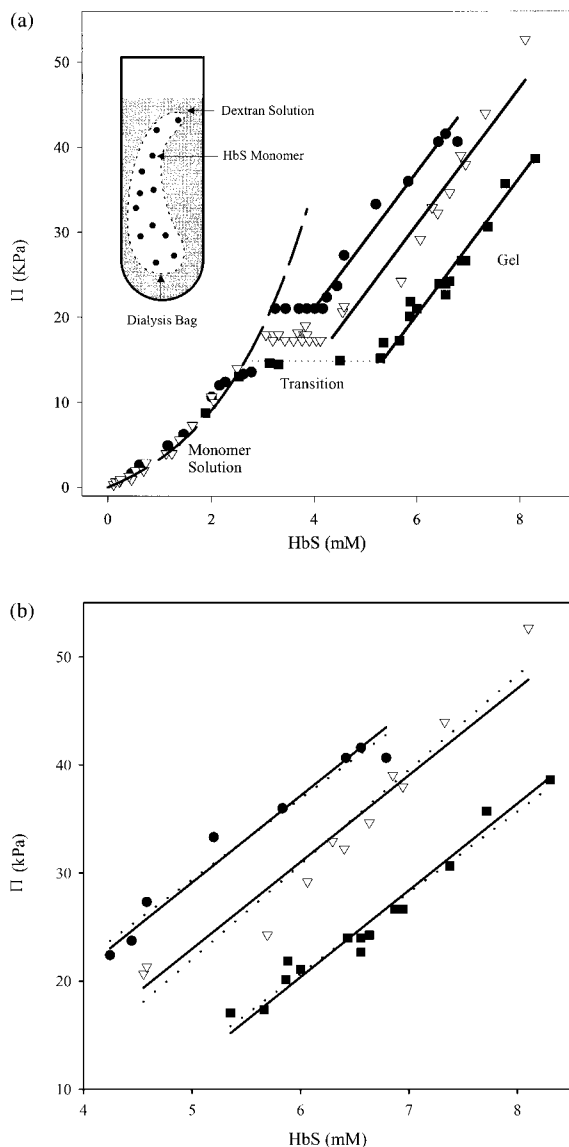 (a)
50
40
30
20
10
0
Π (KPa)
Dextran Solution
HbS Monomer
Dialysis Bag
Gel
Transition
Monomer
Solution
0 2 4 6 8
HbS (mM)
(b)
50
40
30
20
10
Π (kPa)
4 5 6 7 8
HbS (mM)